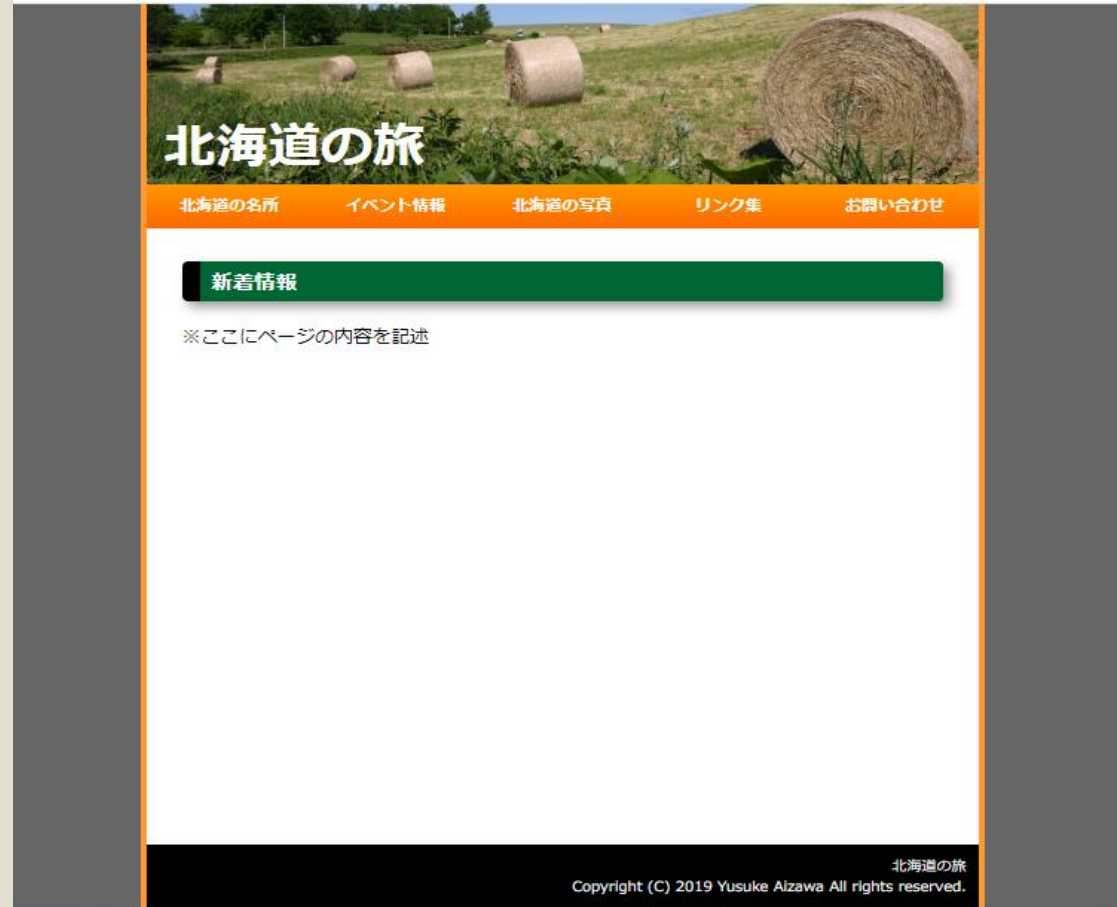 北海道の旅
北海道の名所 イベント情報 北海道の写真 リンク集 お問い合わせ
新着情報
※ここにページの内容を記述
北海道の旅
Copyright (C) 2019 Yusuke Aizawa All rights reserved.